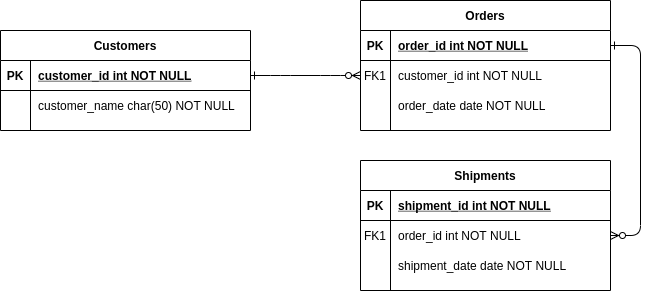 Customers
PK customer_id int NOT NULL
customer_name char(50) NOT NULL
Orders
PK order_id int NOT NULL
FK1 customer_id int NOT NULL
order_date date NOT NULL
Shipments
PK shipment_id int NOT NULL
FK1 order_id int NOT NULL
shipment_date date NOT NULL